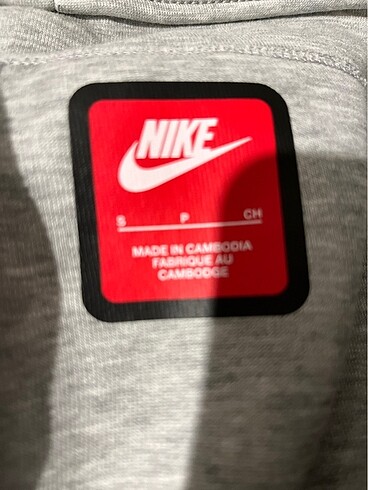 NIKE
S P CH
MADE IN CAMBODIA
FABRIQUE AU
CAMBODGE